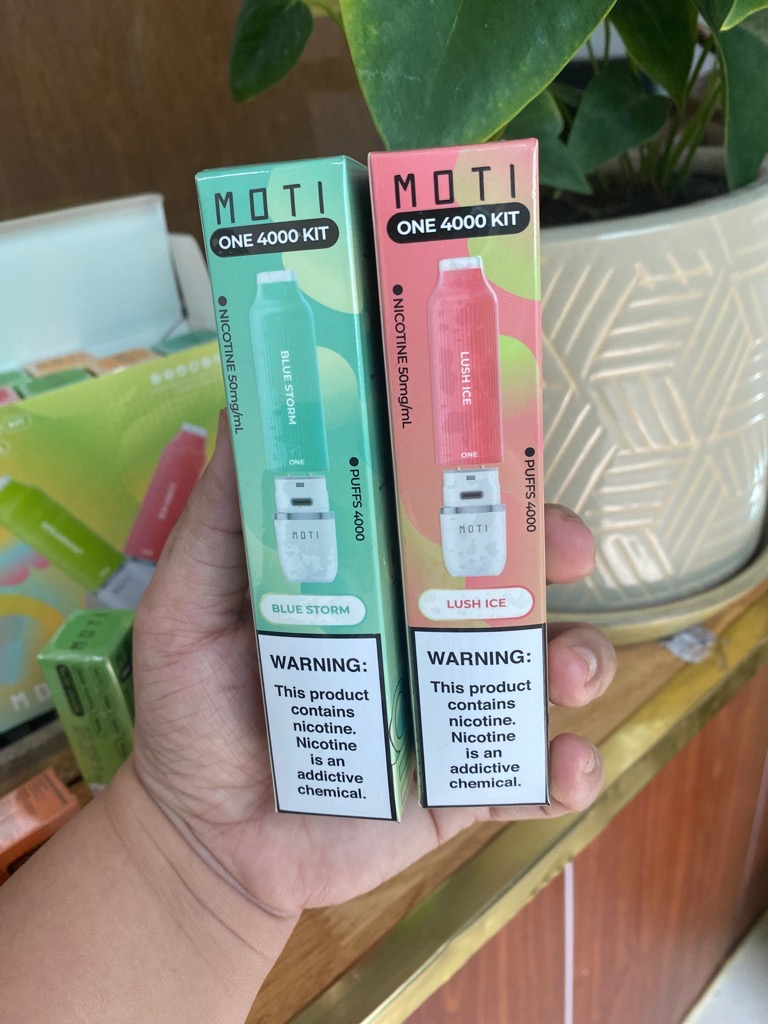 MOTI
ONE 4000 KIT
NICOTINE 50mg/mL
BLUE STORM
ONE
PUFFS 4000
MOTI
BLUE STORM
WARNING:
This product
contains
nicotine.
Nicotine
is an
addictive
chemical.
MOTI
ONE 4000 KIT
NICOTINE 50mg/mL
LUSH ICE
ONE
PUFFS 4000
MOTI
LUSH ICE
WARNING:
This product
contains
nicotine.
Nicotine
is an
addictive
chemical.
MOTI